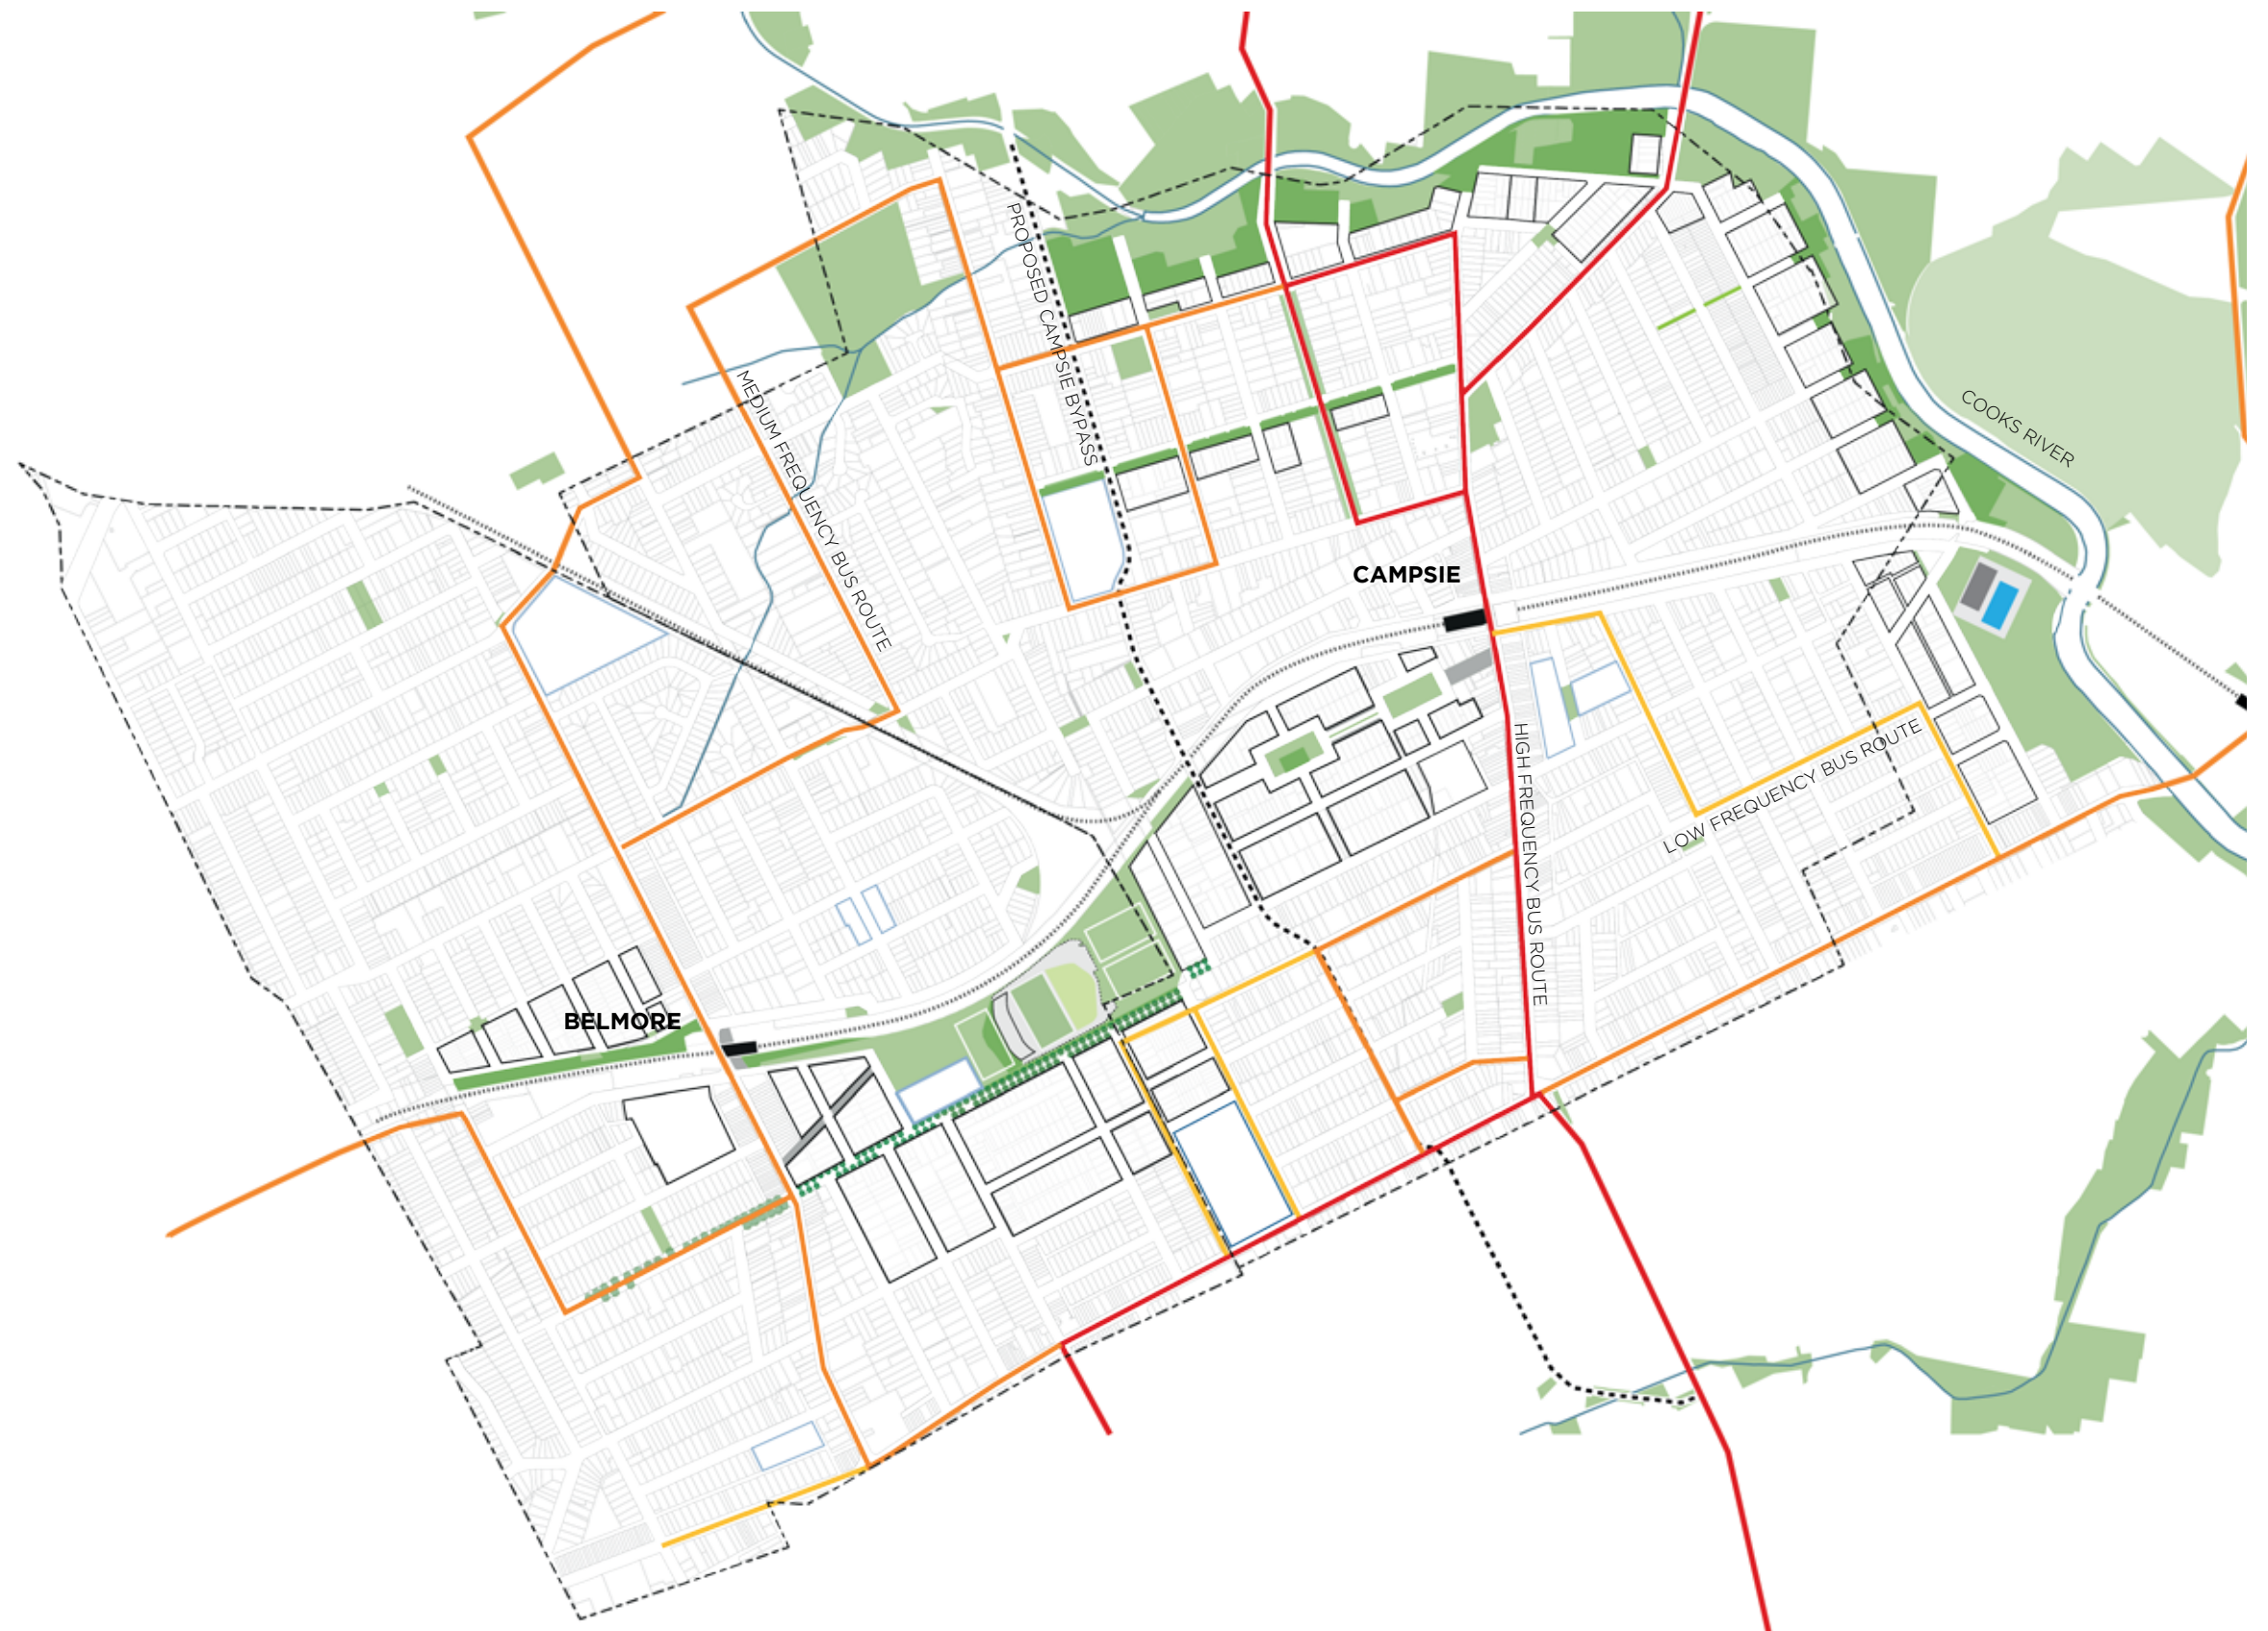 PROPOSED CAMPSIE BYPASS
MEDIUM FREQUENCY BUS ROUTE
COOKS RIVER
CAMPSIE
HIGH FREQUENCY BUS ROUTE
LOW FREQUENCY BUS ROUTE
BELMORE